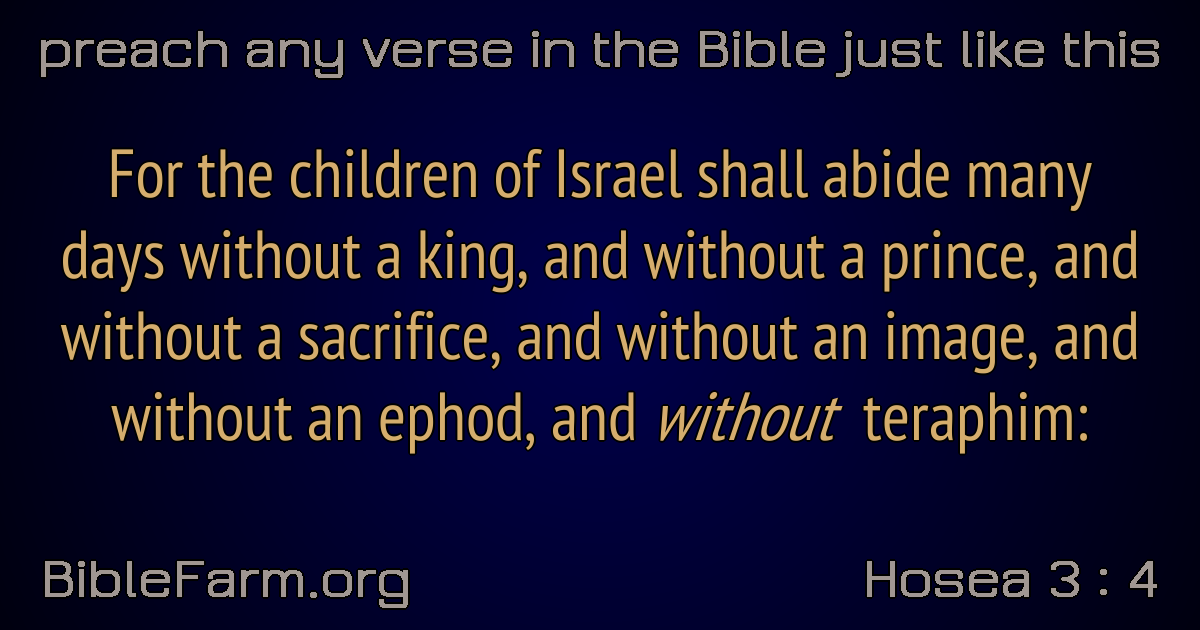 preach any verse in the Bible just like this
For the children of Israel shall abide many
days without a king, and without a prince, and
without a sacrifice, and without an image, and
without an ephod, and without teraphim:
BibleFarm.org
Hosea 3 : 4